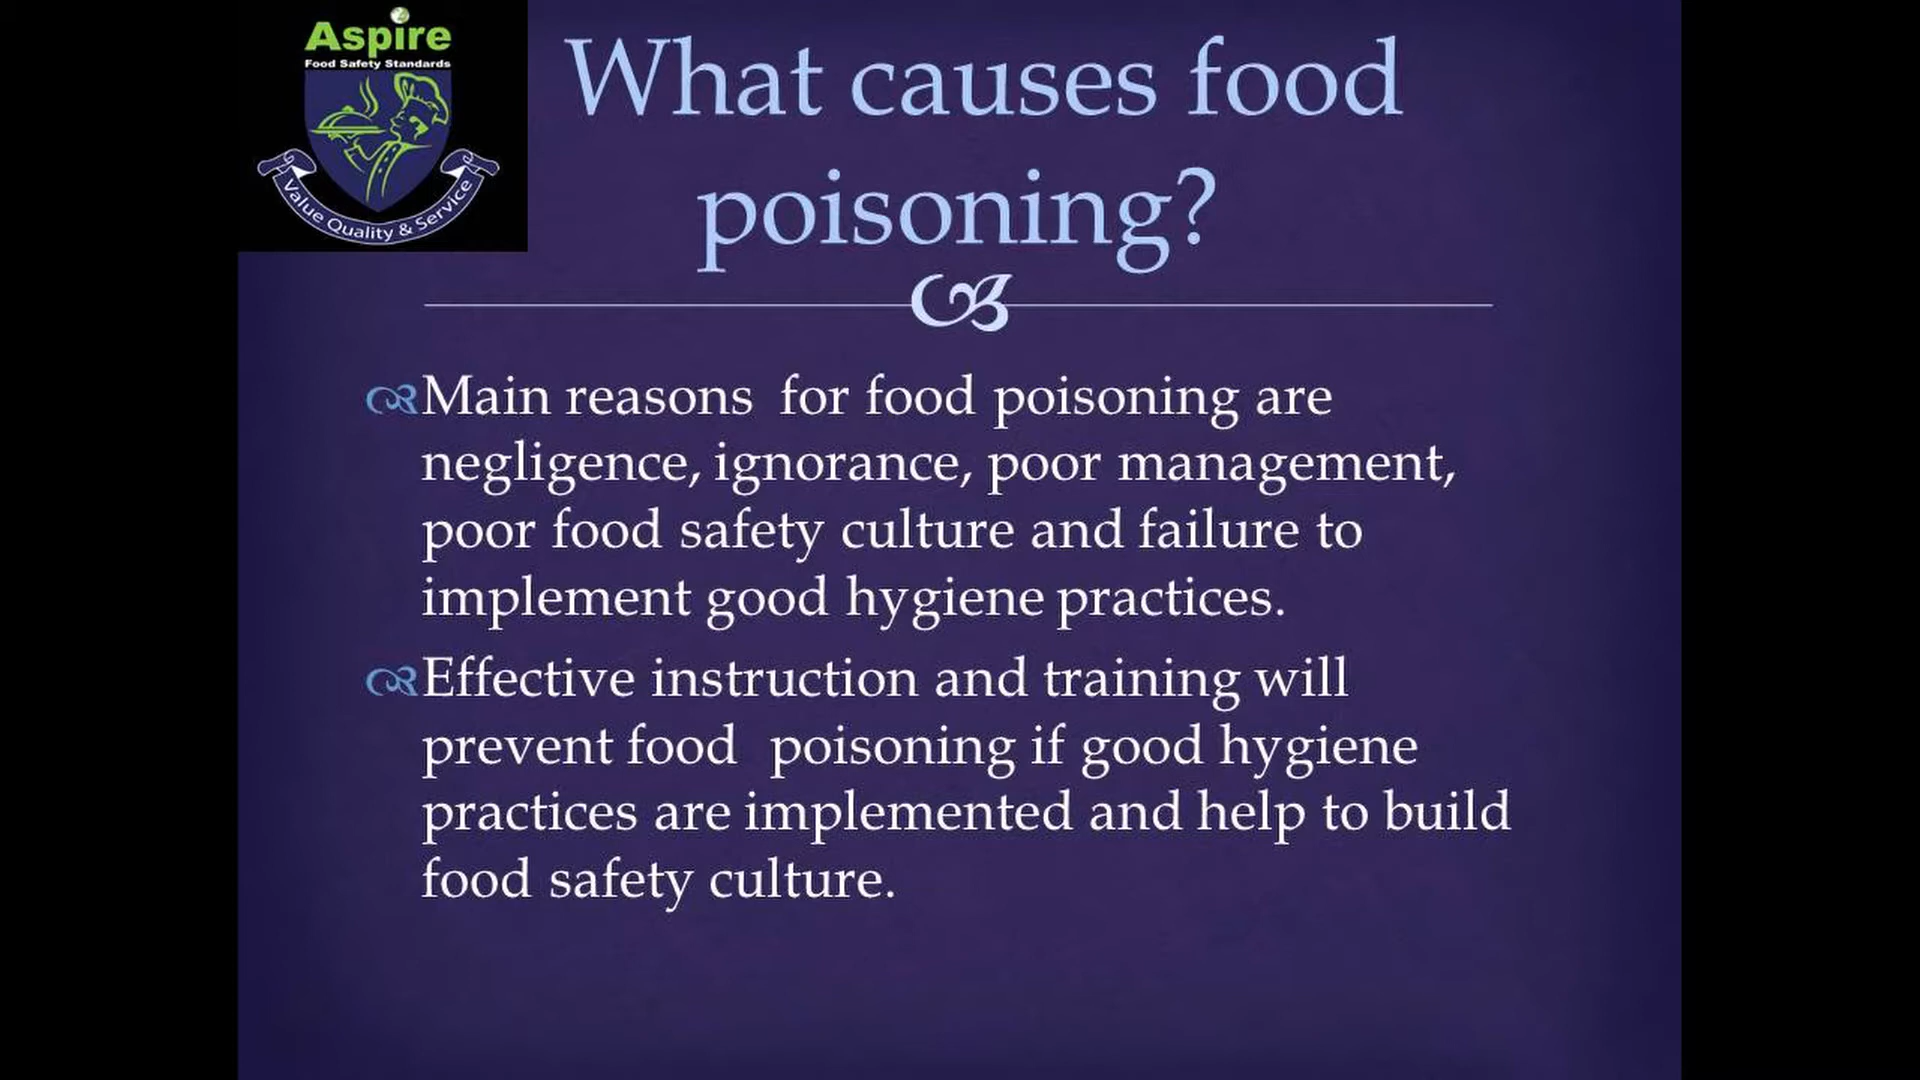 Aspire
Food Safety Standards
Value Quality & Service
What causes food
poisoning?
Main reasons for food poisoning are
negligence, ignorance, poor management,
poor food safety culture and failure to
implement good hygiene practices.
Effective instruction and training will
prevent food poisoning if good hygiene
practices are implemented and help to build
food safety culture.